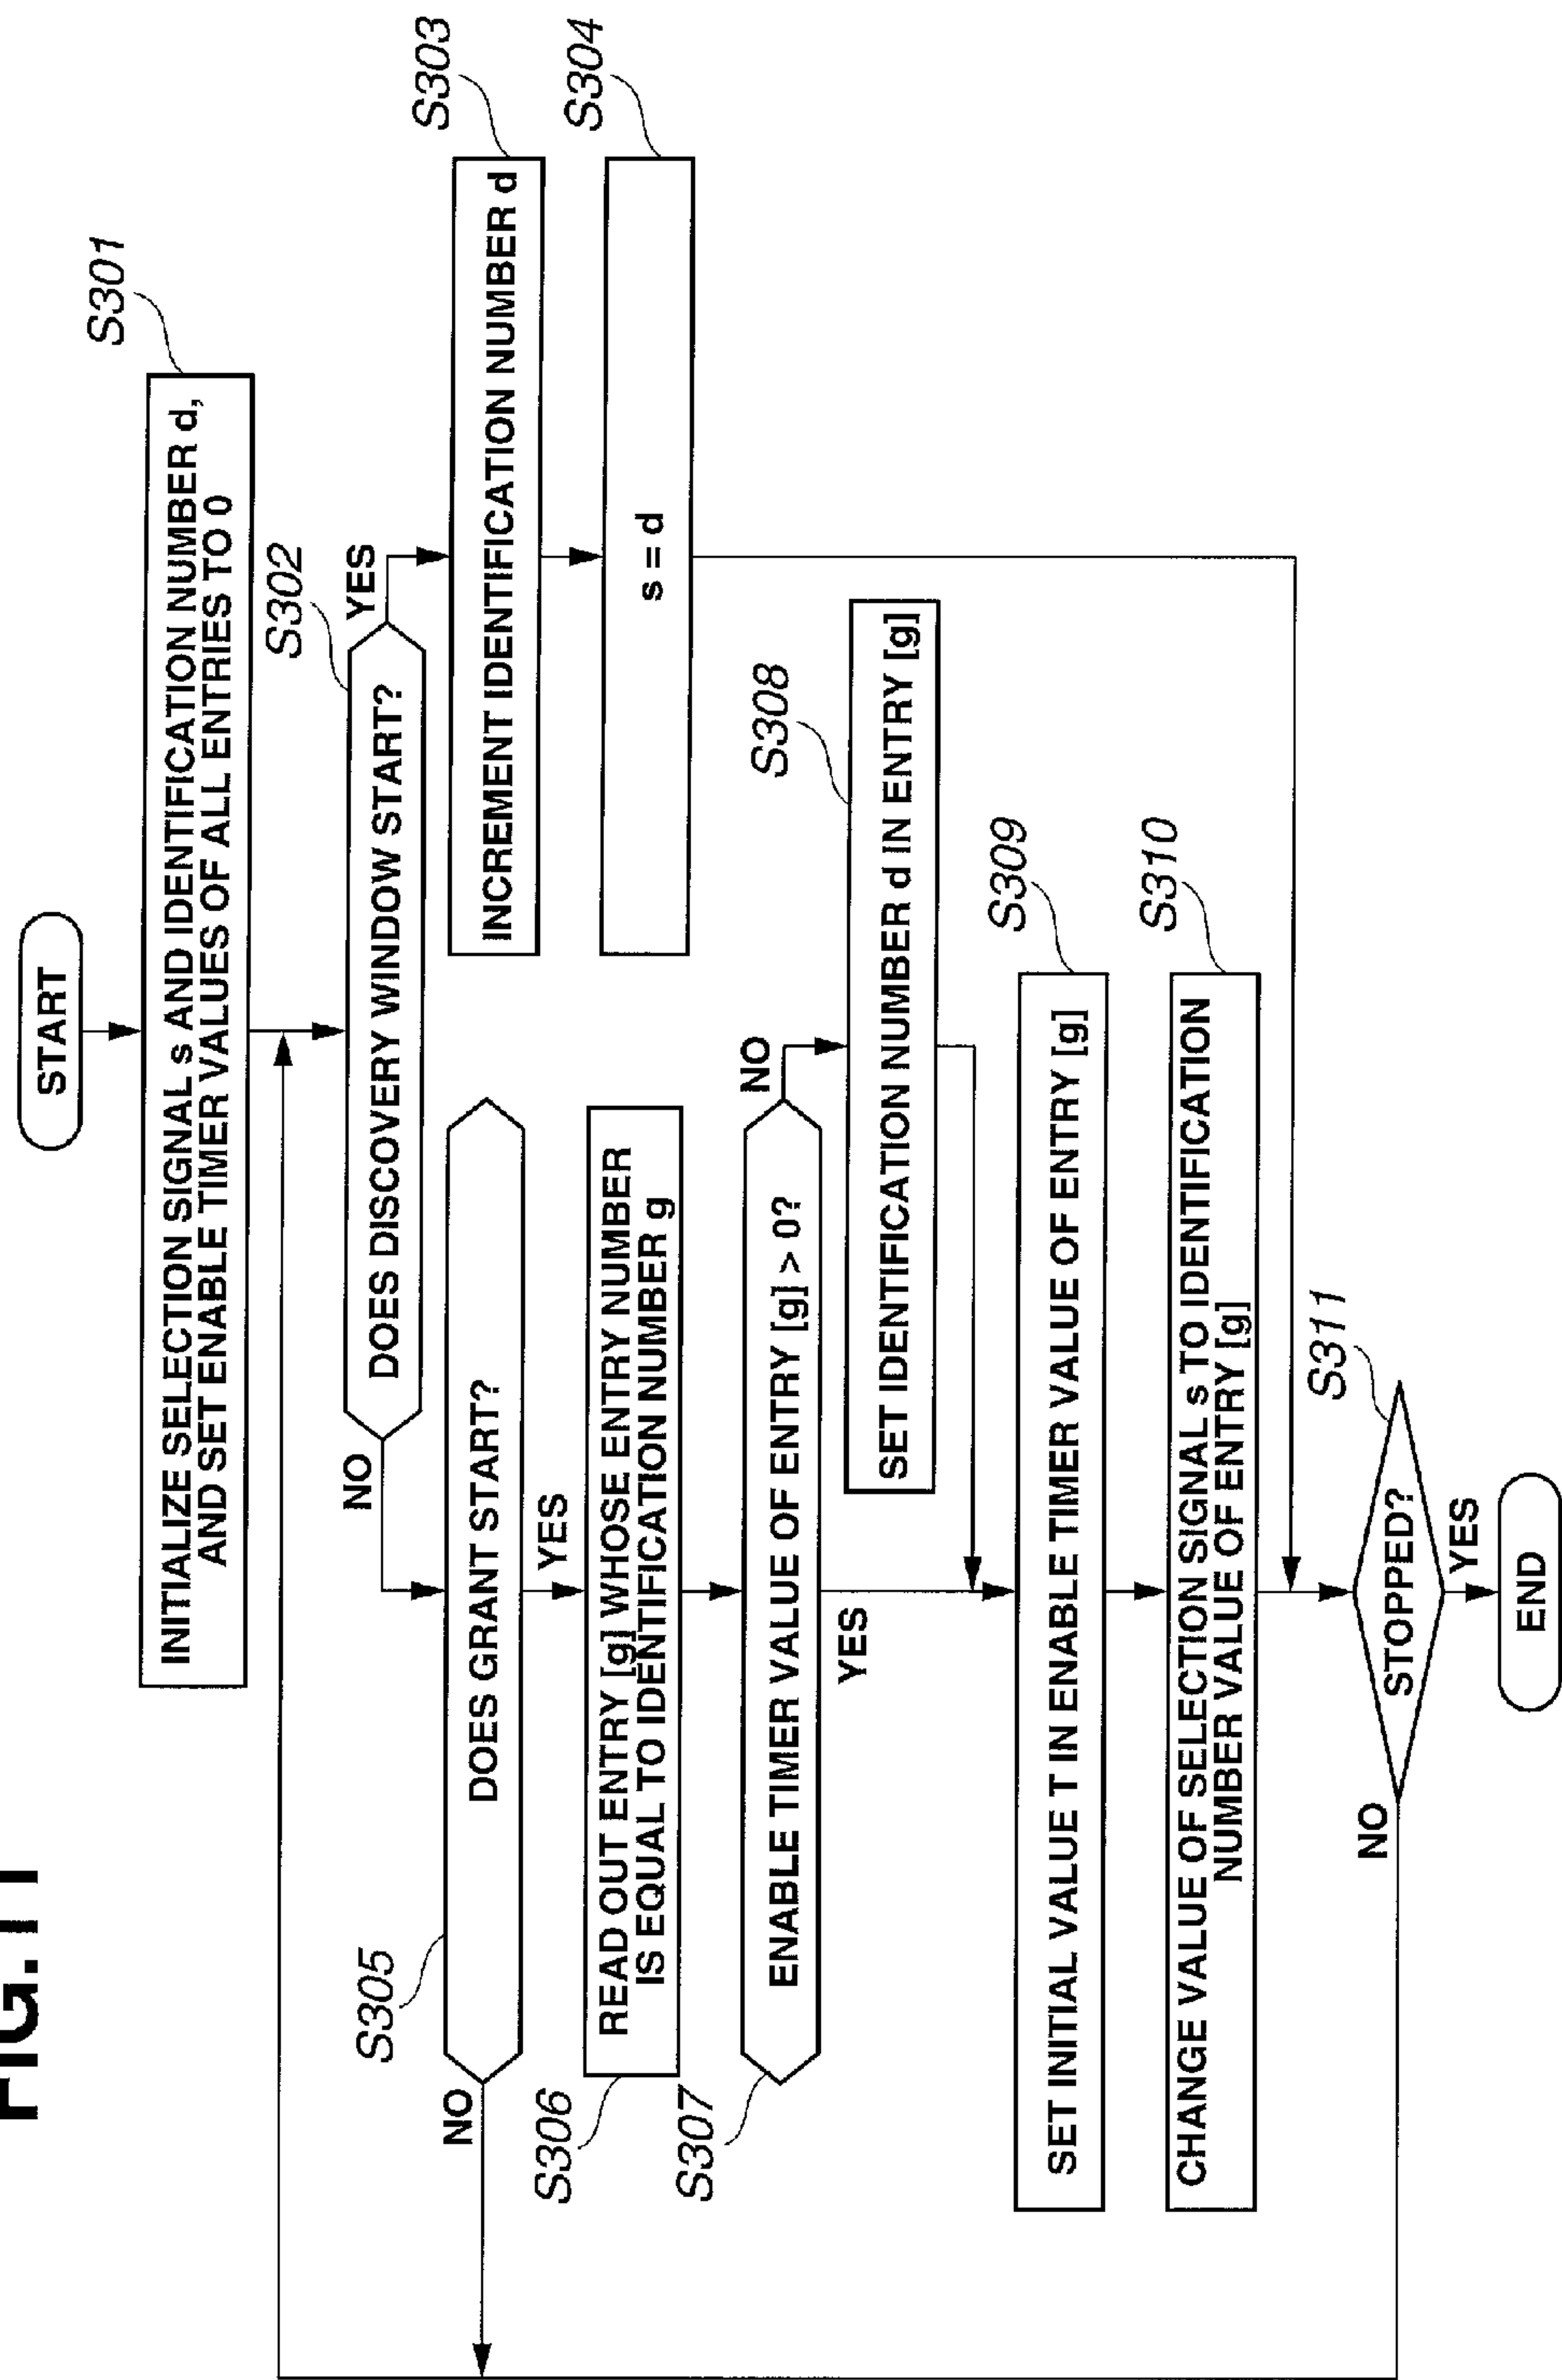 FIG.11
START
S301
INITIALIZE SELECTION SIGNAL s AND IDENTIFICATION NUMBER d,
AND SET ENABLE TIMER VALUES OF ALL ENTRIES TO 0
S302
DOES DISCOVERY WINDOW START?
NO
YES
S303
INCREMENT IDENTIFICATION NUMBER d
S304
s = d
S305
DOES GRANT START?
NO
YES
S306
READ OUT ENTRY [g] WHOSE ENTRY NUMBER
IS EQUAL TO IDENTIFICATION NUMBER g
S307
ENABLE TIMER VALUE OF ENTRY [g] > 0?
NO
YES
S308
SET IDENTIFICATION NUMBER d IN ENTRY [g]
S309
SET INITIAL VALUE T IN ENABLE TIMER VALUE OF ENTRY [g]
S310
CHANGE VALUE OF SELECTION SIGNAL s TO IDENTIFICATION
NUMBER VALUE OF ENTRY [g]
S311
STOPPED?
NO
YES
END